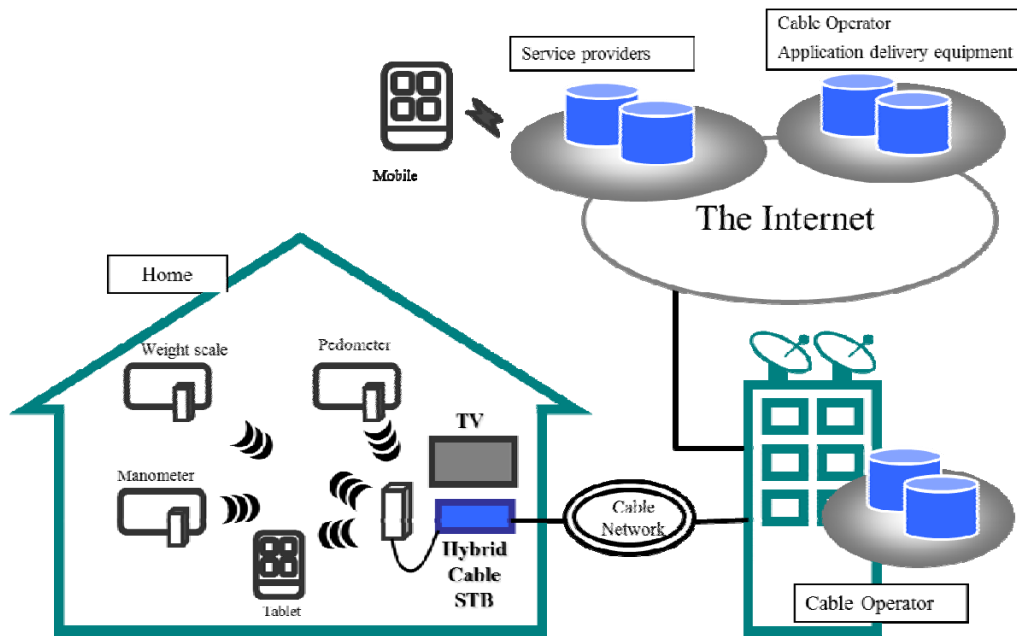 Cable Operator
Application delivery equipment
Service providers
Mobile
The Internet
Home
Weight scale
Pedometer
TV
Manometer
Cable
Network
Hybrid
Cable
STB
Tablet
Cable Operator